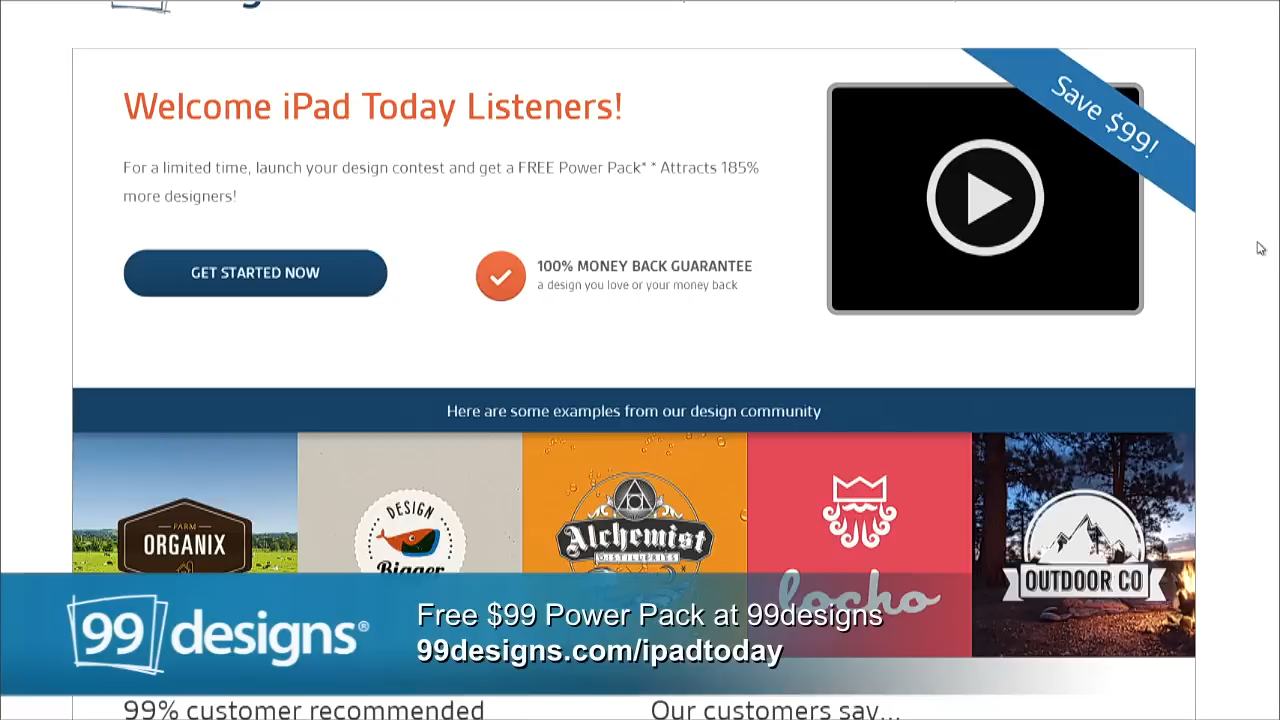 Welcome iPad Today Listeners!
Save $99!
For a limited time, launch your design contest and get a FREE Power Pack* * Attracts 185%
more designers!
GET STARTED NOW
100% MONEY BACK GUARANTEE
a design you love or your money back
Here are some examples from our design community
FARM
ORGANIX
DESIGN
Bigger
Alchemist
DISTILLERIES
locho
OUTDOOR CO
99designs®
Free $99 Power Pack at 99designs
99designs.com/ipadtoday
99% customer recommended
Our customers say...